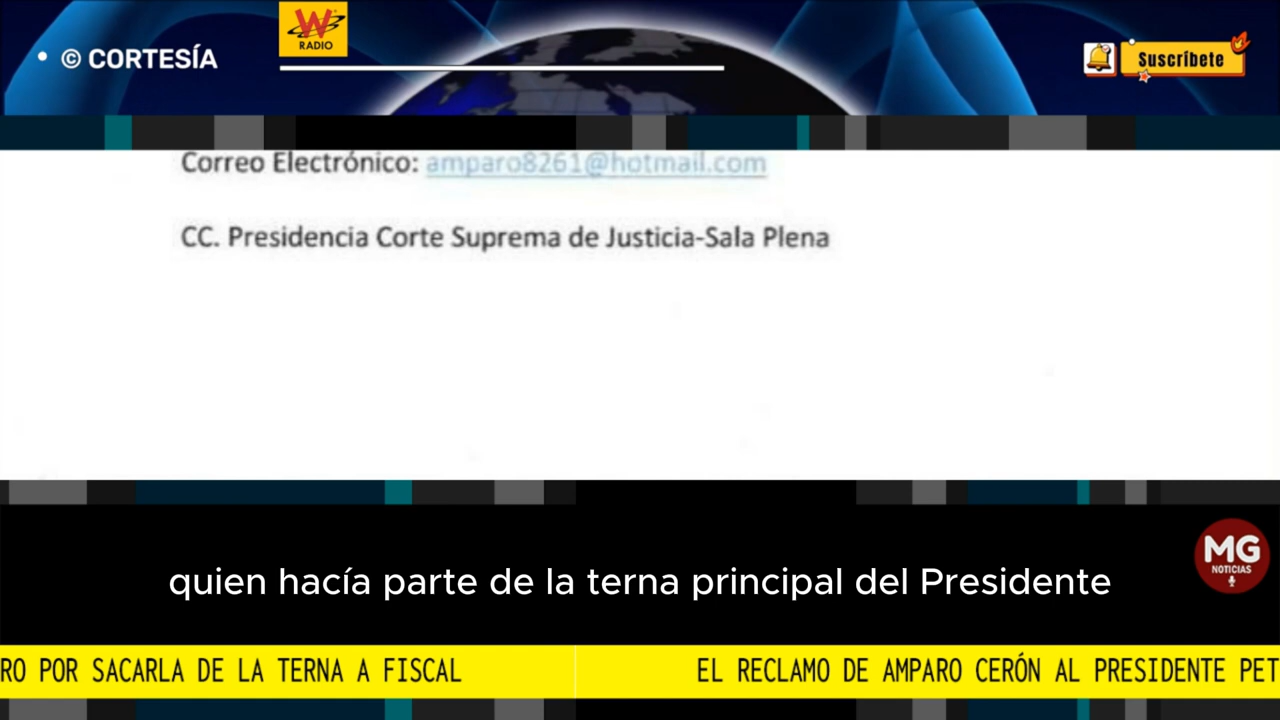 • © CORTESÍA
W
RADIO
Suscríbete
Correo Electrónico: amparo8261@hotmail.com
CC. Presidencia Corte Suprema de Justicia-Sala Plena
MG
NOTICIAS
quien hacía parte de la terna principal del Presidente
RO POR SACARLA DE LA TERNA A FISCAL
EL RECLAMO DE AMPARO CERÓN AL PRESIDENTE PET